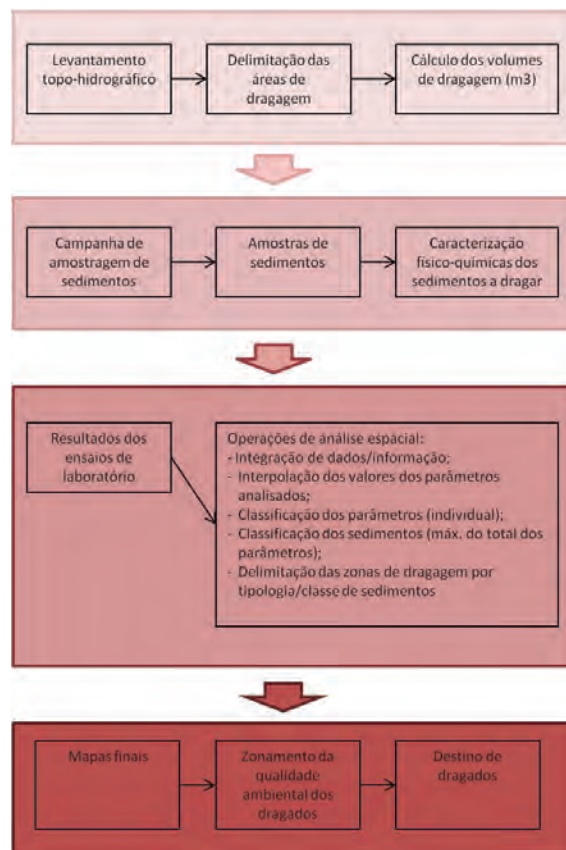 Levantamento
topo-hidrográfico
Delimitação das
áreas de
dragagem
Cálculo dos volumes
de dragagem (m3)
Campanha de
amostragem de
sedimentos
Amostras de
sedimentos
Caracterização
físico-químicas dos
sedimentos a dragar
Resultados dos
ensaios de
laboratório
Operações de análise espacial:
- Integração de dados/informação;
- Interpolação dos valores dos parâmetros
analisados;
- Classificação dos parâmetros (individual);
- Classificação dos sedimentos (máx. do total dos
parâmetros);
- Delimitação das zonas de dragagem por
tipologia/classe de sedimentos
Mapas finais
Zonamento da
qualidade
ambiental dos
dragados
Destino de
dragados